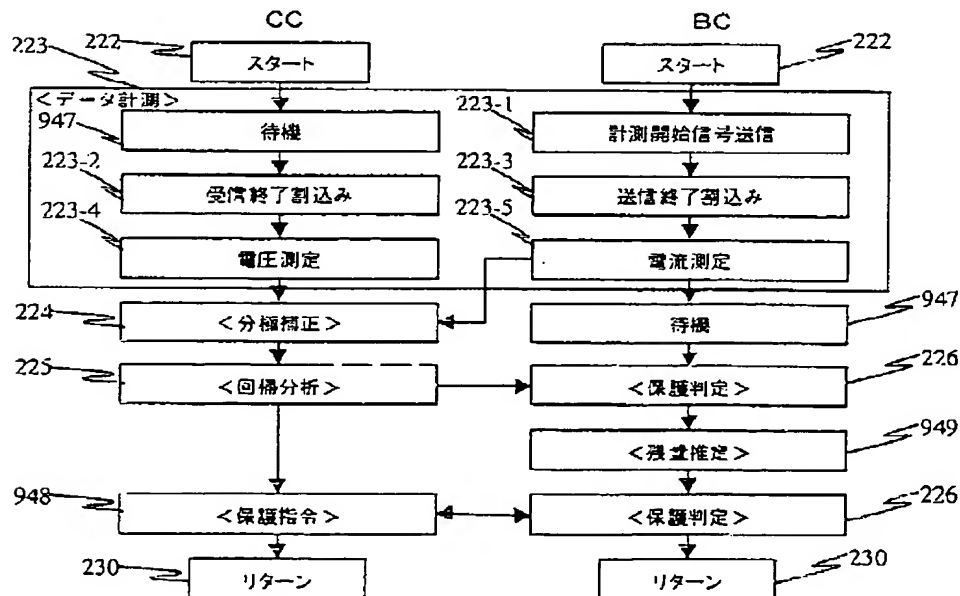 CC BC
222 スタート スタート 222
223
<データ計測>
947 待機 223-1 計測開始信号送信
223-2 受信終了割込み 223-3 送信終了割込み
223-4 電圧測定 223-5 電流測定
224 <分極補正> 待機 947
225 <回帰分析> <保護判定> 226
<残量推定> 949
948 <保護指令> <保護判定> 226
230 リターン リターン 230